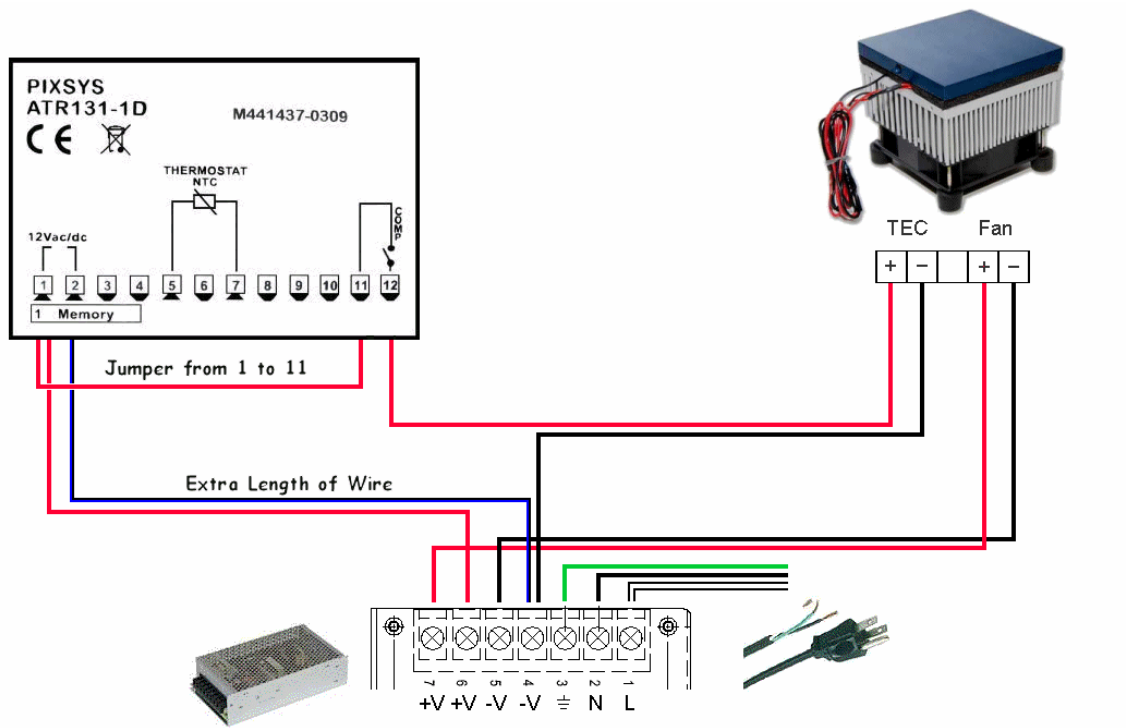 PIXSYS
ATR131-1D
M441437-0309
CE
THERMOSTAT
NTC
COMP
12Vac/dc
1 2 3 4 5 6 7 8 9 10 11 12
1 Memory
TEC Fan
+ − + −
Jumper from 1 to 11
Extra Length of Wire
7 6 5 4 3 2 1
+V +V -V -V ⏚ N L